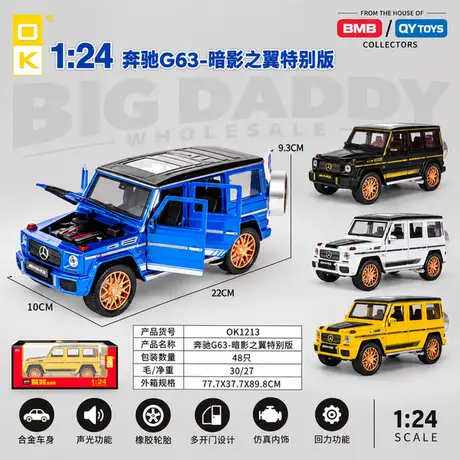 OK
1:24 奔驰G63-暗影之翼特别版
FROM THE HOUSE OF
BMB / QY TOYS
COLLECTORS
BIG DADDY
WHOLESALE
9.3CM
10CM
22CM
产品货号 OK1213
产品名称 奔驰G63-暗影之翼特别版
包装数量 48只
毛/净重 30/27
外箱规格 77.7X37.7X89.8CM
1:24
合金车身
声光功能
橡胶轮胎
多开门设计
仿真内饰
回力功能
1:24
SCALE